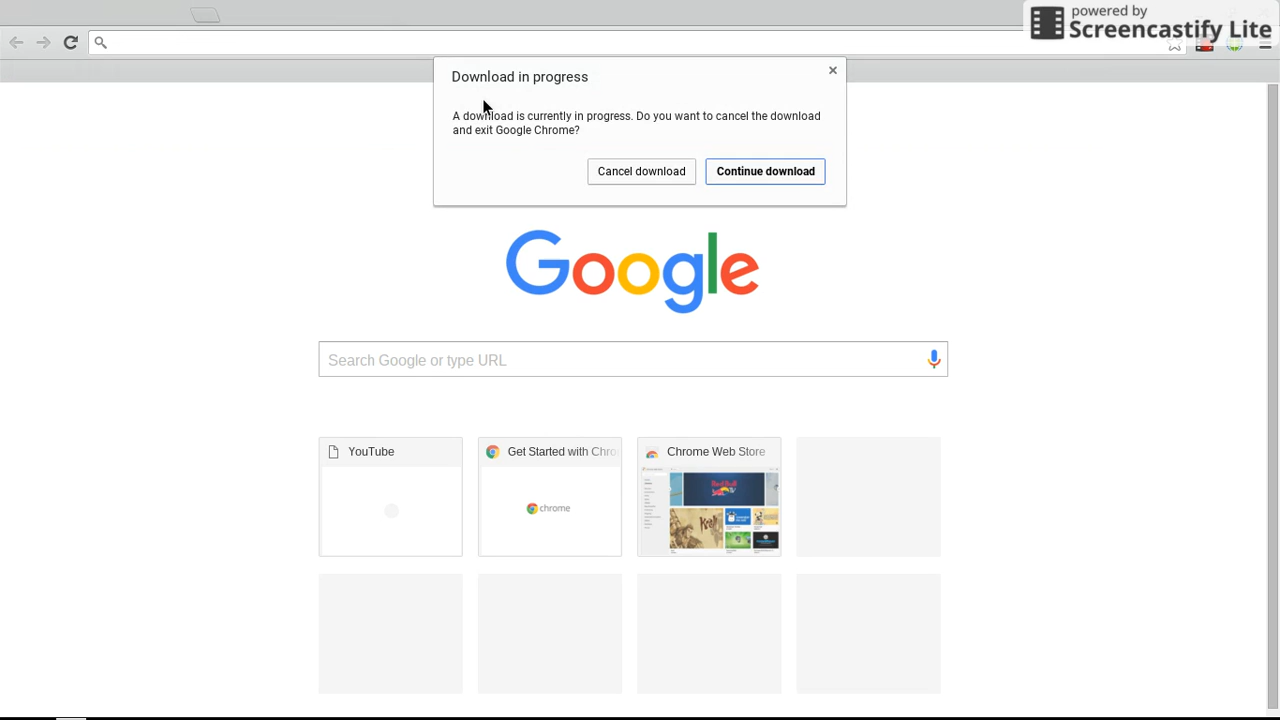 powered by
Screencastify Lite
Download in progress
A download is currently in progress. Do you want to cancel the download
and exit Google Chrome?
Cancel download
Continue download
Google
Search Google or type URL
YouTube
Get Started with Chro
Chrome Web Store
chrome